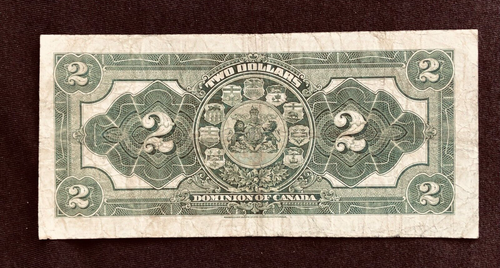 2 TWO DOLLARS 2
2 2
2 DOMINION OF CANADA 2